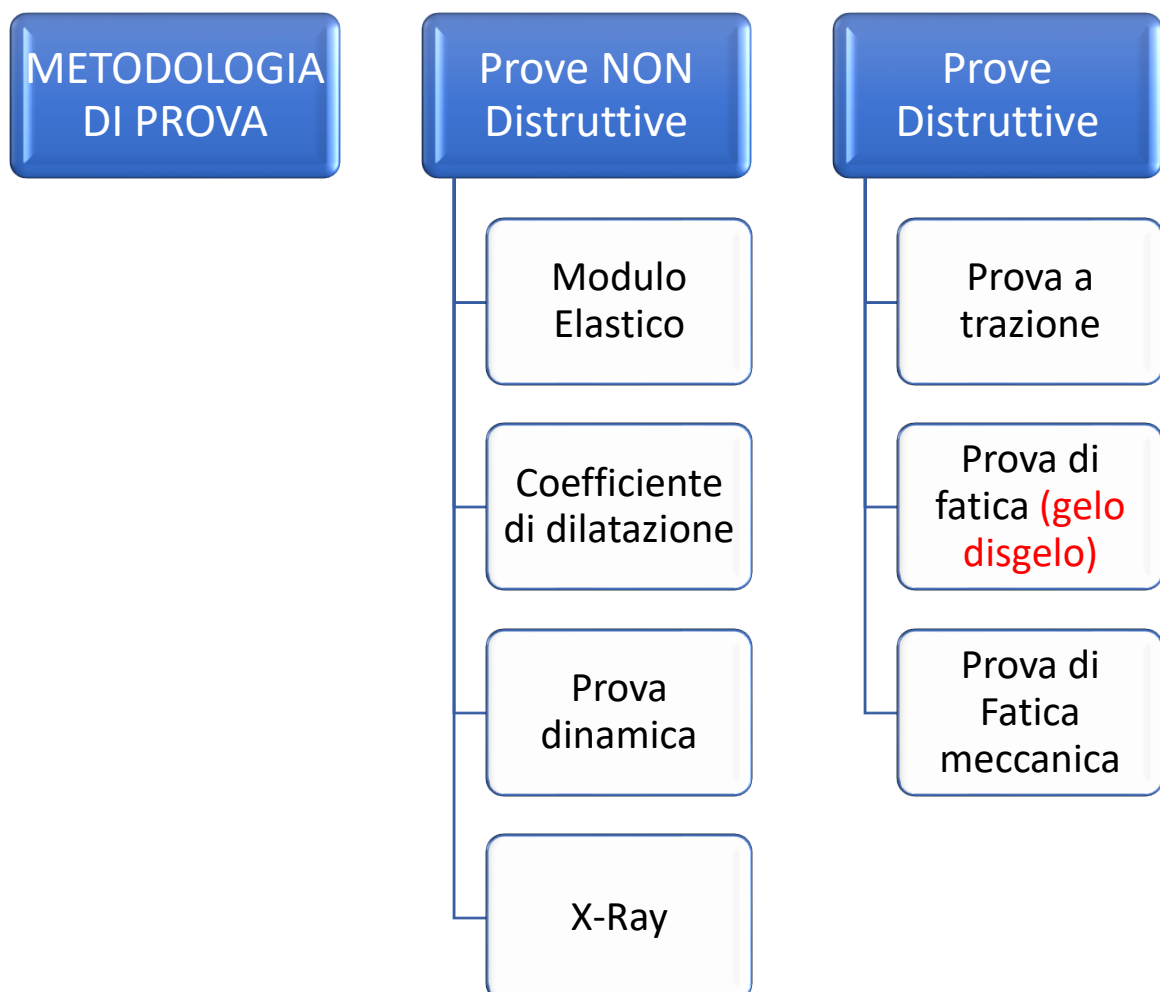 METODOLOGIA
DI PROVA
Prove NON
Distruttive
Modulo
Elastico
Coefficiente
di dilatazione
Prova
dinamica
X-Ray
Prove
Distruttive
Prova a
trazione
Prova di
fatica (gelo
disgelo)
Prova di
Fatica
meccanica